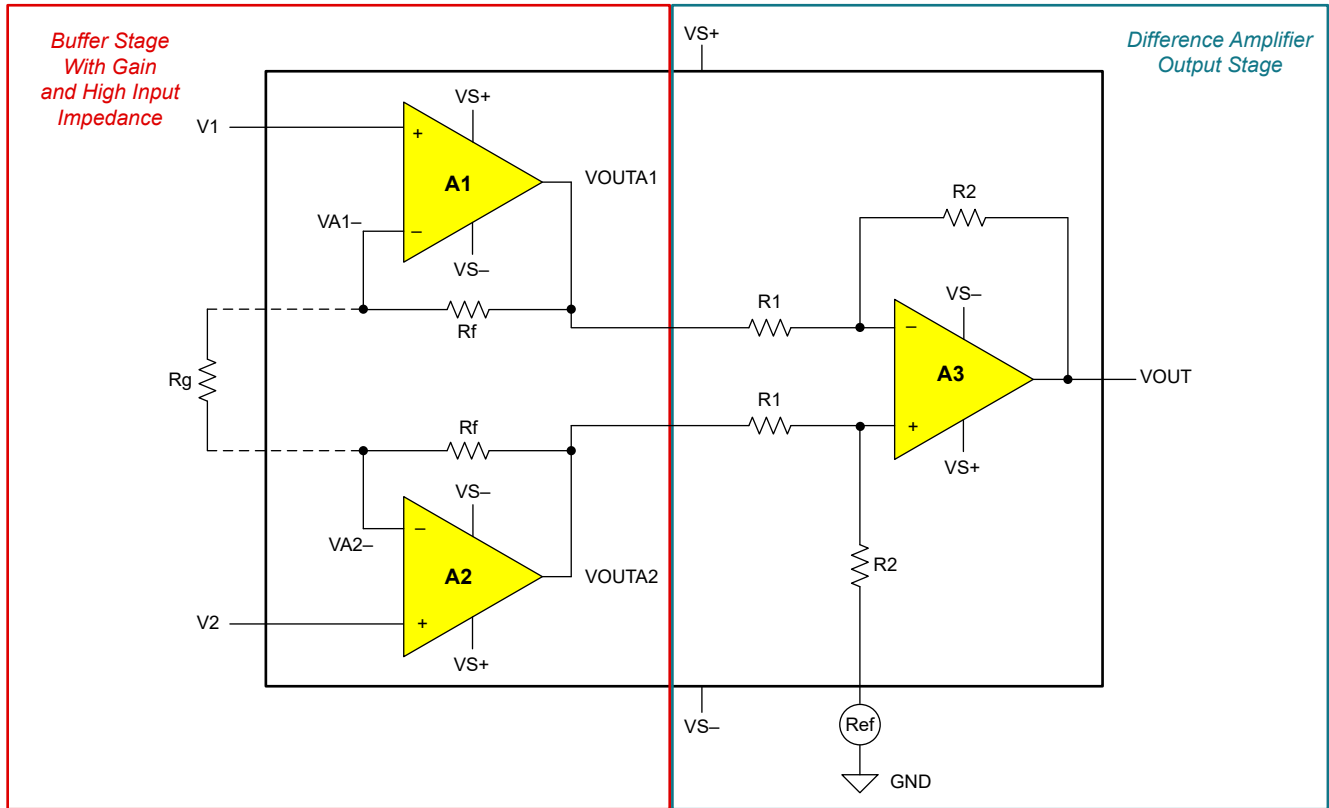 Buffer Stage
With Gain
and High Input
Impedance
Difference Amplifier
Output Stage
VS+
V1
VS+
+
A1
VOUTA1
VA1–
–
VS–
Rf
R2
R1
VS–
–
A3
VOUT
Rg
R1
+
VS+
Rf
VS–
–
VA2–
A2
VOUTA2
R2
V2
+
VS+
VS–
Ref
GND